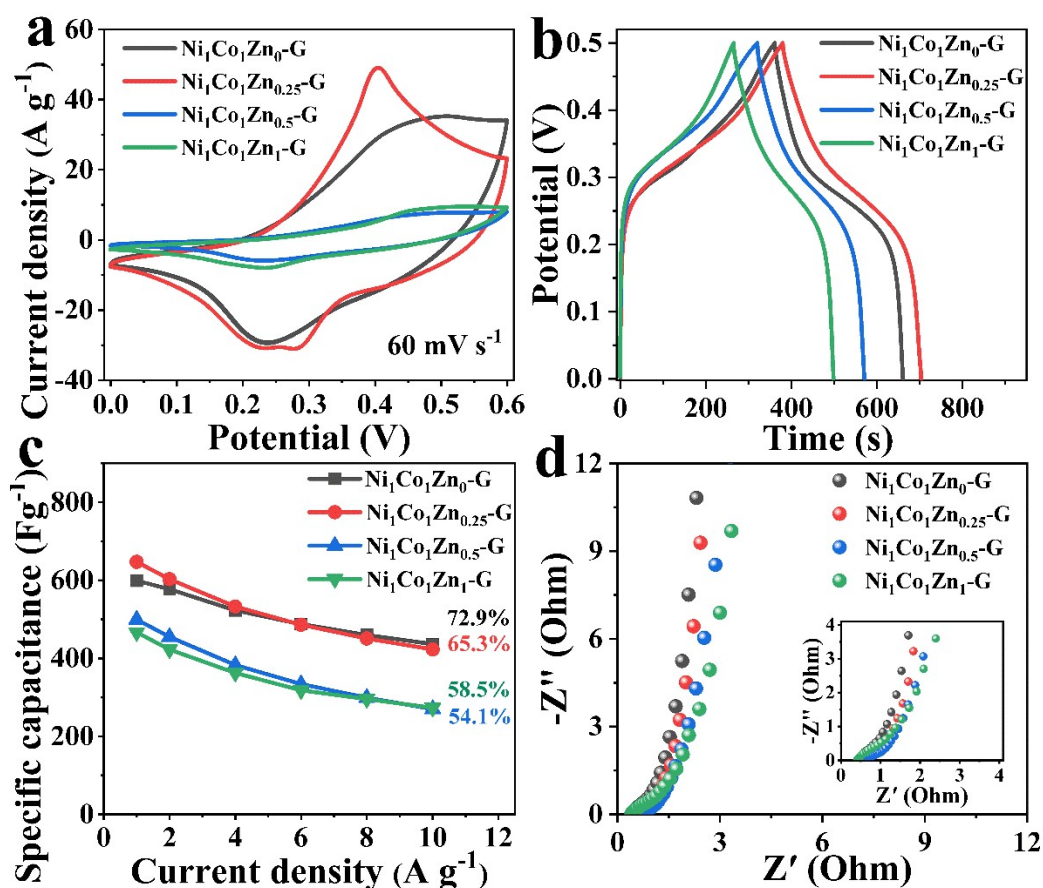 a
Current density (A g⁻¹)
60
40
20
0
-20
-40
Ni₁Co₁Zn₀-G
Ni₁Co₁Zn₀.₂₅-G
Ni₁Co₁Zn₀.₅-G
Ni₁Co₁Zn₁-G
60 mV s⁻¹
0.0 0.1 0.2 0.3 0.4 0.5 0.6
Potential (V)
b
Potential (V)
0.5
0.4
0.3
0.2
0.1
0.0
Ni₁Co₁Zn₀-G
Ni₁Co₁Zn₀.₂₅-G
Ni₁Co₁Zn₀.₅-G
Ni₁Co₁Zn₁-G
0 200 400 600 800
Time (s)
c
Specific capacitance (Fg⁻¹)
800
600
400
200
0
Ni₁Co₁Zn₀-G
Ni₁Co₁Zn₀.₂₅-G
Ni₁Co₁Zn₀.₅-G
Ni₁Co₁Zn₁-G
72.9%
65.3%
58.5%
54.1%
0 2 4 6 8 10 12
Current density (A g⁻¹)
d
-Z'' (Ohm)
12
9
6
3
0
Ni₁Co₁Zn₀-G
Ni₁Co₁Zn₀.₂₅-G
Ni₁Co₁Zn₀.₅-G
Ni₁Co₁Zn₁-G
-Z'' (Ohm)
4
3
2
1
0
0 1 2 3 4
Z' (Ohm)
0 3 6 9 12
Z' (Ohm)